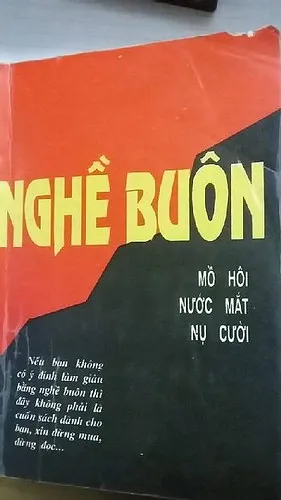 NGHỀ BUÔN
MỒ HÔI
NƯỚC MẮT
NỤ CƯỜI
Nếu bạn không
có ý định làm giàu
bằng nghề buôn thì
đây không phải là
cuốn sách dành cho
bạn, xin đừng mua,
đừng đọc...